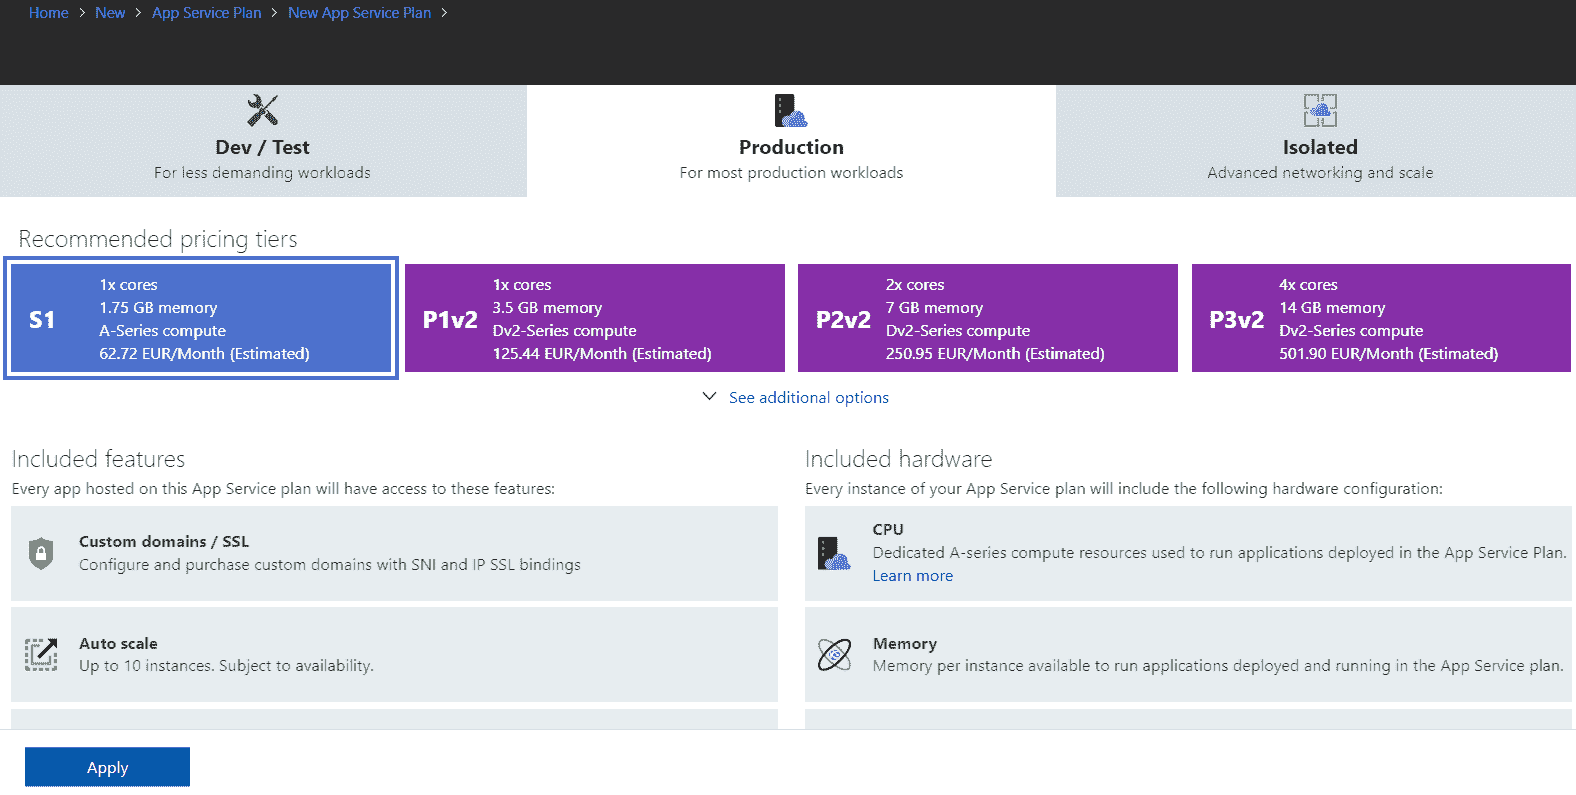 Home > New > App Service Plan > New App Service Plan >
Dev / Test
For less demanding workloads
Production
For most production workloads
Isolated
Advanced networking and scale
Recommended pricing tiers
S1
1x cores
1.75 GB memory
A-Series compute
62.72 EUR/Month (Estimated)
P1v2
1x cores
3.5 GB memory
Dv2-Series compute
125.44 EUR/Month (Estimated)
P2v2
2x cores
7 GB memory
Dv2-Series compute
250.95 EUR/Month (Estimated)
P3v2
4x cores
14 GB memory
Dv2-Series compute
501.90 EUR/Month (Estimated)
See additional options
Included features
Every app hosted on this App Service plan will have access to these features:
Custom domains / SSL
Configure and purchase custom domains with SNI and IP SSL bindings
Auto scale
Up to 10 instances. Subject to availability.
Included hardware
Every instance of your App Service plan will include the following hardware configuration:
CPU
Dedicated A-series compute resources used to run applications deployed in the App Service Plan.
Learn more
Memory
Memory per instance available to run applications deployed and running in the App Service plan.
Apply